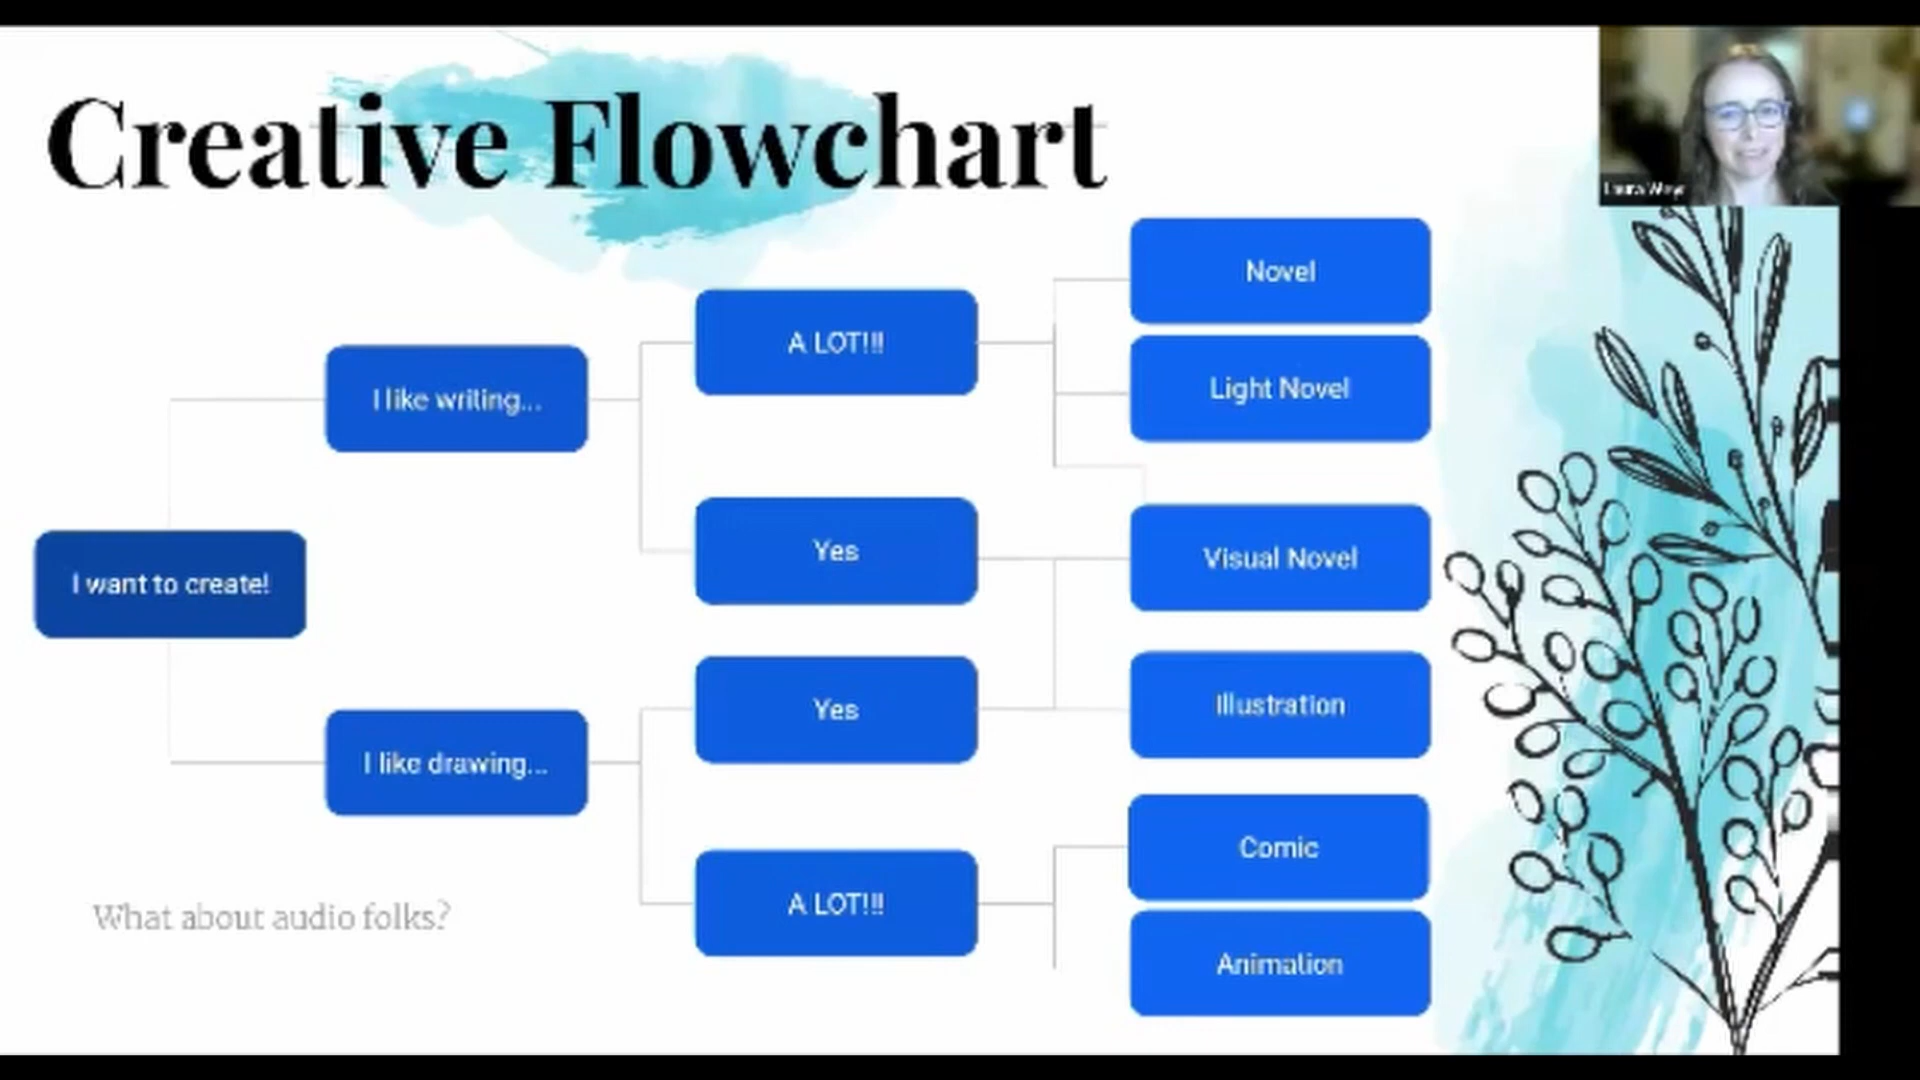 Creative Flowchart
I want to create!
I like writing...
A LOT!!!
Yes
Novel
Light Novel
Visual Novel
I like drawing...
Yes
A LOT!!!
Illustration
Comic
Animation
What about audio folks?
Laura